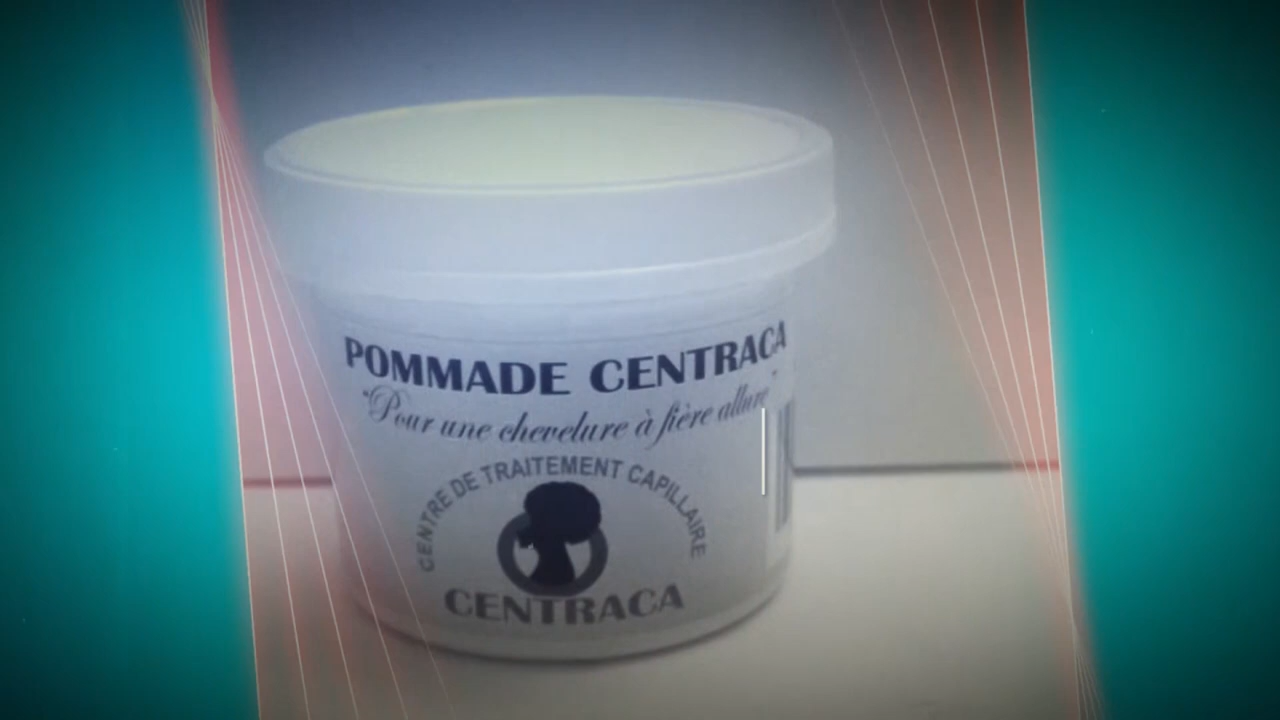 POMMADE CENTRACA
"Pour une chevelure à fière allure"
CENTRE DE TRAITEMENT CAPILLAIRE
CENTRACA